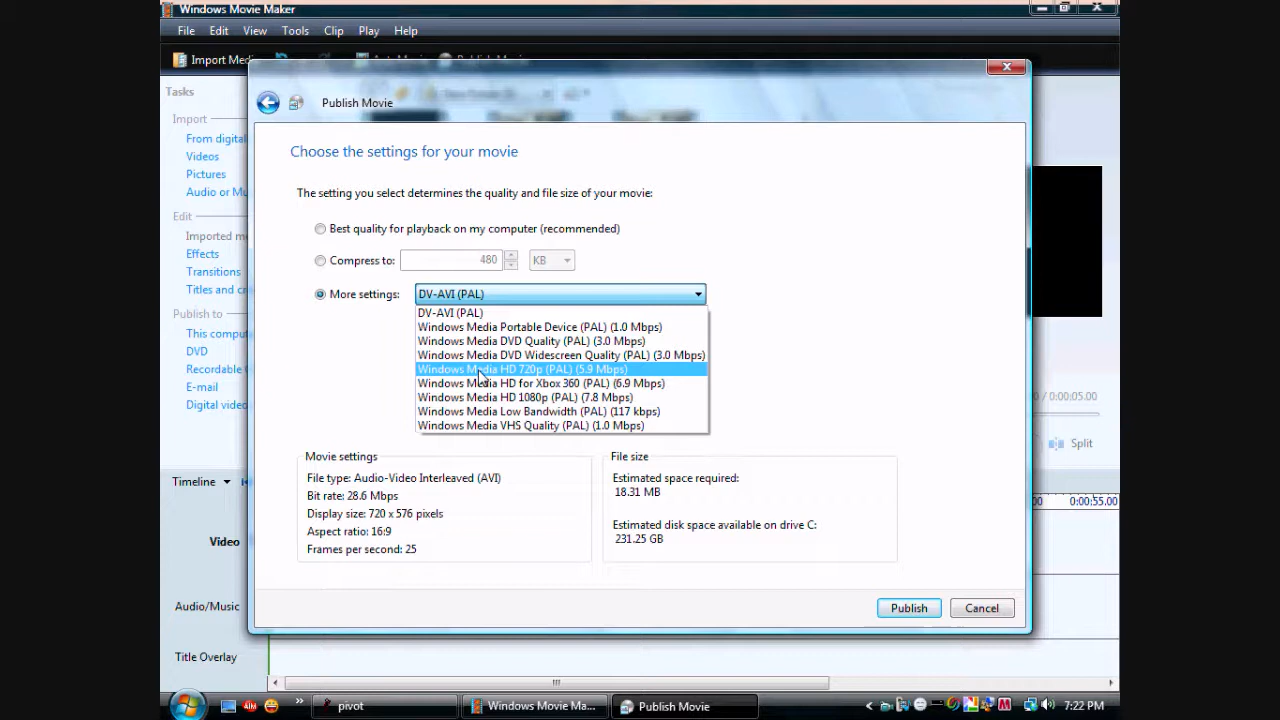 Windows Movie Maker
File Edit View Tools Clip Play Help
Import Medi
Tasks
Import
From digital
Videos
Pictures
Audio or Mu
Edit
Imported me
Effects
Transitions
Titles and cr
Publish to
This comput
DVD
Recordable
E-mail
Digital video
Publish Movie
Choose the settings for your movie
The setting you select determines the quality and file size of your movie:
Best quality for playback on my computer (recommended)
Compress to: 480 KB
More settings: DV-AVI (PAL)
DV-AVI (PAL)
Windows Media Portable Device (PAL) (1.0 Mbps)
Windows Media DVD Quality (PAL) (3.0 Mbps)
Windows Media DVD Widescreen Quality (PAL) (3.0 Mbps)
Windows Media HD 720p (PAL) (5.9 Mbps)
Windows Media HD for Xbox 360 (PAL) (6.9 Mbps)
Windows Media HD 1080p (PAL) (7.8 Mbps)
Windows Media Low Bandwidth (PAL) (117 kbps)
Windows Media VHS Quality (PAL) (1.0 Mbps)
Movie settings
File type: Audio-Video Interleaved (AVI)
Bit rate: 28.6 Mbps
Display size: 720 x 576 pixels
Aspect ratio: 16:9
Frames per second: 25
File size
Estimated space required:
18.31 MB
Estimated disk space available on drive C:
231.25 GB
Publish Cancel
/ 0:00:05.00
Split
Timeline
00 0:00:55.00
Video
Audio/Music
Title Overlay
pivot Windows Movie Ma... Publish Movie 7:22 PM